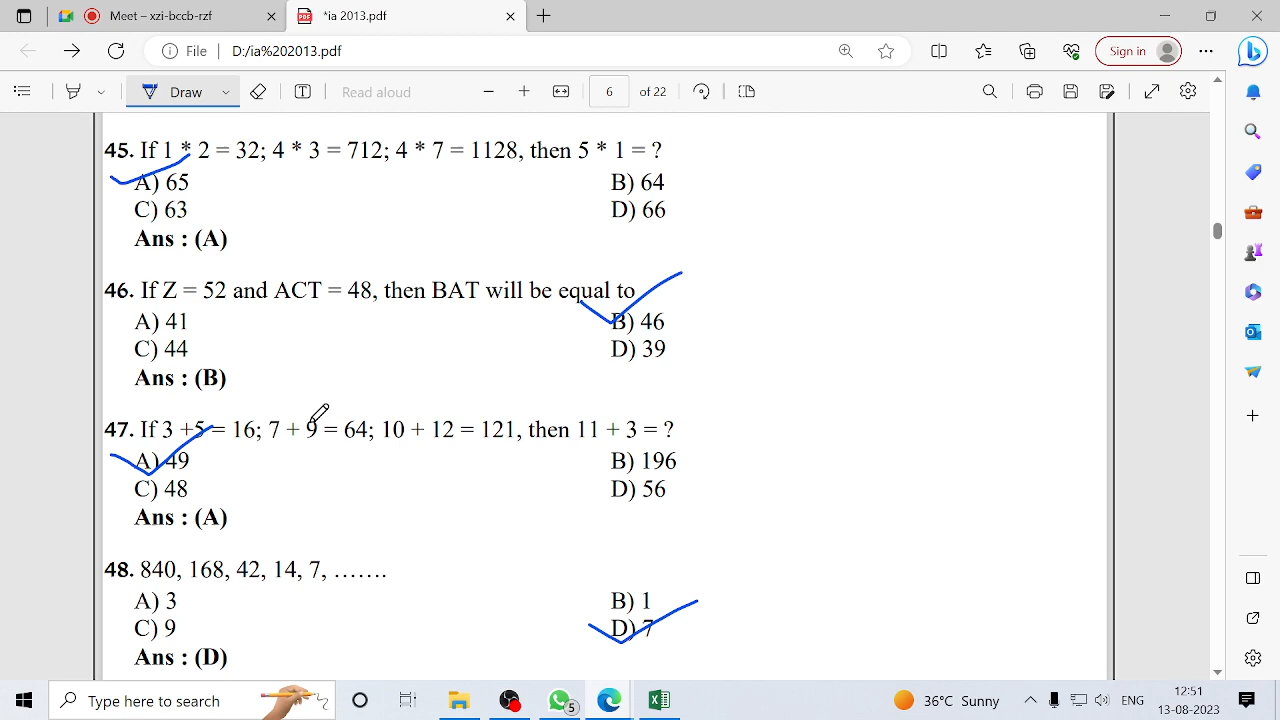 Meet – xzi-bccb-rzf
*ia 2013.pdf
File
D:/ia%202013.pdf
Sign in
Draw
Read aloud
6
of 22
45. If 1 * 2 = 32; 4 * 3 = 712; 4 * 7 = 1128, then 5 * 1 = ?
A) 65
B) 64
C) 63
D) 66
Ans : (A)
46. If Z = 52 and ACT = 48, then BAT will be equal to
A) 41
B) 46
C) 44
D) 39
Ans : (B)
47. If 3 +5 = 16; 7 + 9 = 64; 10 + 12 = 121, then 11 + 3 = ?
A) 49
B) 196
C) 48
D) 56
Ans : (A)
48. 840, 168, 42, 14, 7, …….
A) 3
B) 1
C) 9
D) 7
Ans : (D)
Type here to search
5
36°C Sunny
ENG
12:51
13-08-2023